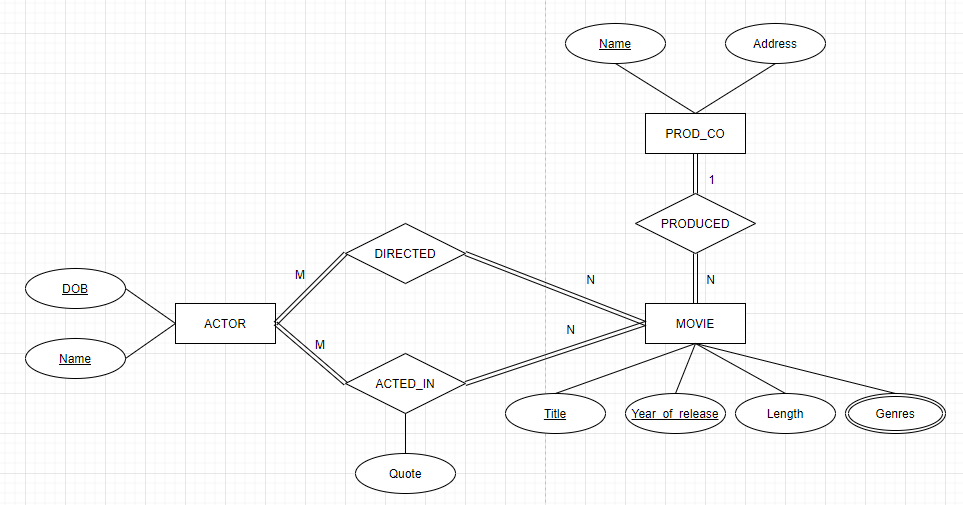 Name
Address
PROD_CO
1
PRODUCED
DIRECTED
M
N
N
DOB
ACTOR
MOVIE
M
N
Name
ACTED_IN
Title
Year_of_release
Length
Genres
Quote